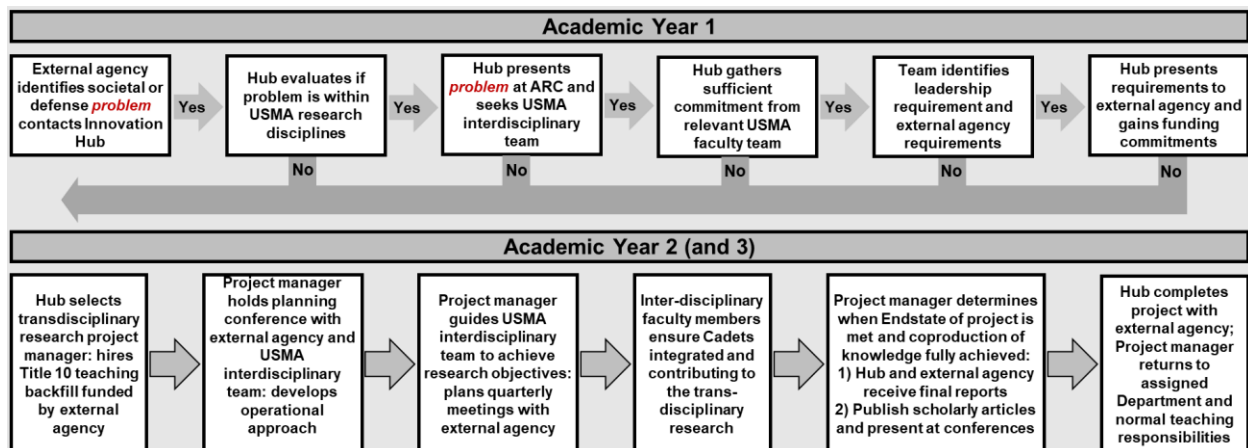 Academic Year 1
External agency
identifies societal or
defense problem
contacts Innovation
Hub
Yes
Hub evaluates if
problem is within
USMA research
disciplines
Yes
Hub presents
problem at ARC and
seeks USMA
interdisciplinary
team
Yes
Hub gathers
sufficient
commitment from
relevant USMA
faculty team
Yes
Team identifies
leadership
requirement and
external agency
requirements
Yes
Hub presents
requirements to
external agency and
gains funding
commitments
No
No
No
No
No
Academic Year 2 (and 3)
Hub selects
transdisciplinary
research project
manager: hires
Title 10 teaching
backfill funded
by external
agency
Project manager
holds planning
conference with
external agency and
USMA
interdisciplinary
team: develops
operational
approach
Project manager
guides USMA
interdisciplinary
team to achieve
research objectives:
plans quarterly
meetings with
external agency
Inter-disciplinary
faculty members
ensure Cadets
integrated and
contributing to
the trans-
disciplinary
research
Project manager determines
when Endstate of project is
met and coproduction of
knowledge fully achieved:
1) Hub and external agency
receive final reports
2) Publish scholarly articles
and present at conferences
Hub completes
project with
external agency;
Project manager
returns to
assigned
Department and
normal teaching
responsibilities